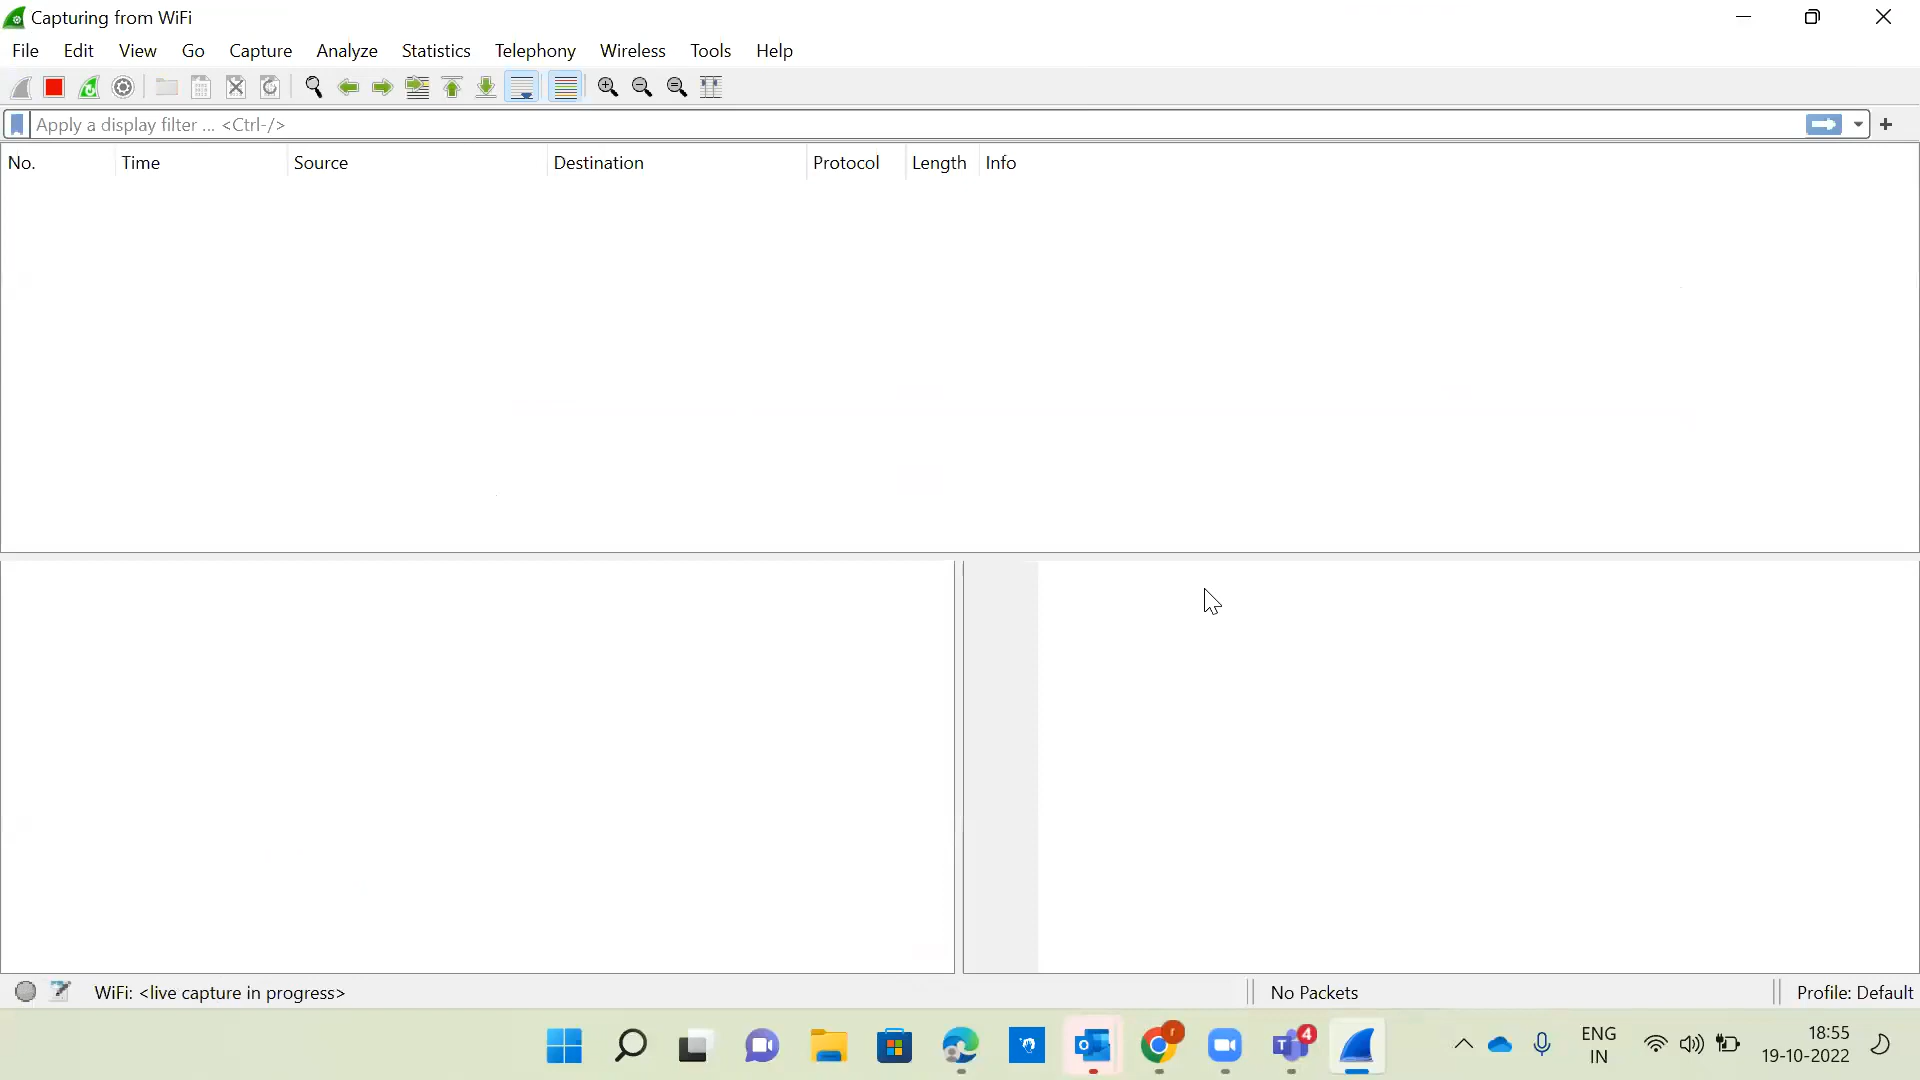 Capturing from WiFi
File Edit View Go Capture Analyze Statistics Telephony Wireless Tools Help
Apply a display filter ... <Ctrl-/>
No. Time Source Destination Protocol Length Info
WiFi: <live capture in progress> No Packets Profile: Default
4
ENG 18:55
IN 19-10-2022